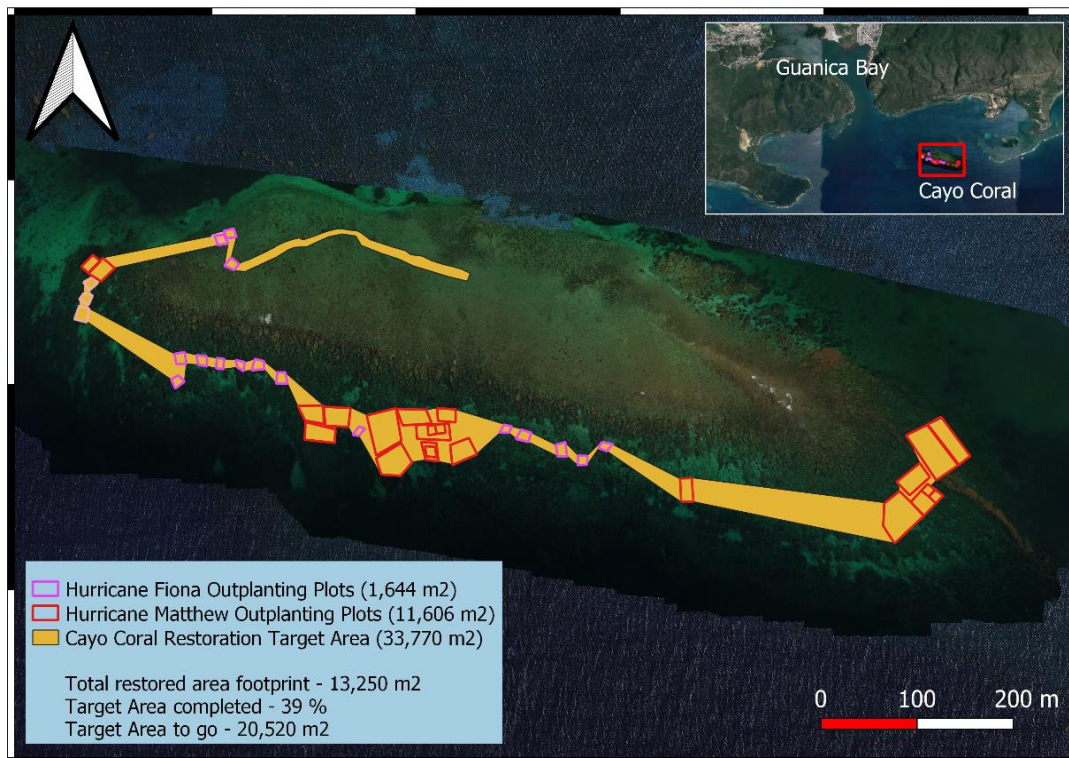 Guanica Bay
Cayo Coral
Hurricane Fiona Outplanting Plots (1,644 m2)
Hurricane Matthew Outplanting Plots (11,606 m2)
Cayo Coral Restoration Target Area (33,770 m2)
Total restored area footprint - 13,250 m2
Target Area completed - 39 %
Target Area to go - 20,520 m2
0 100 200 m